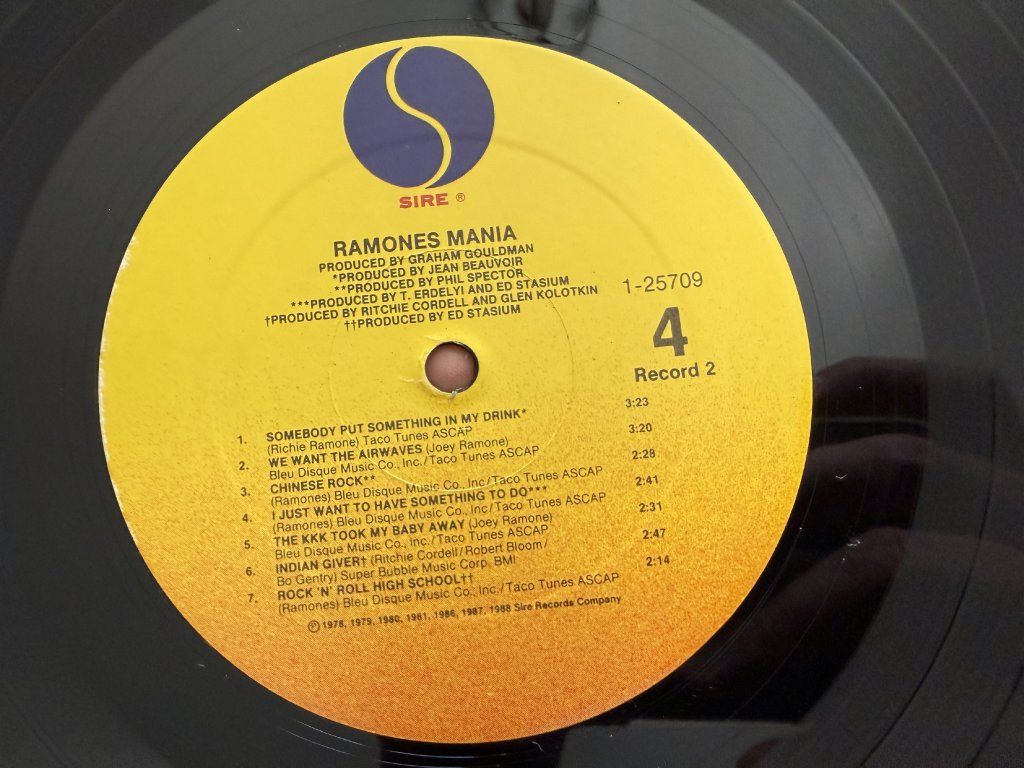 SIRE ®
RAMONES MANIA
PRODUCED BY GRAHAM GOULDMAN
*PRODUCED BY JEAN BEAUVOIR
**PRODUCED BY PHIL SPECTOR
***PRODUCED BY T. ERDELYI AND ED STASIUM
†PRODUCED BY RITCHIE CORDELL AND GLEN KOLOTKIN
††PRODUCED BY ED STASIUM
1-25709
4
Record 2
1. SOMEBODY PUT SOMETHING IN MY DRINK* 3:23
(Richie Ramone) Taco Tunes ASCAP
2. WE WANT THE AIRWAVES (Joey Ramone) 3:20
Bleu Disque Music Co., Inc./Taco Tunes ASCAP
3. CHINESE ROCK** 2:28
(Ramones) Bleu Disque Music Co., Inc/Taco Tunes ASCAP
4. I JUST WANT TO HAVE SOMETHING TO DO*** 2:41
(Ramones) Bleu Disque Music Co., Inc/Taco Tunes ASCAP
5. THE KKK TOOK MY BABY AWAY (Joey Ramone) 2:31
Bleu Disque Music Co., Inc./Taco Tunes ASCAP
6. INDIAN GIVER† (Ritchie Cordell/Robert Bloom/ 2:47
Bo Gentry) Super Bubble Music Corp. BMI
7. ROCK 'N' ROLL HIGH SCHOOL†† 2:14
(Ramones) Bleu Disque Music Co., Inc./Taco Tunes ASCAP
℗ 1978, 1979, 1980, 1981, 1986, 1987, 1988 Sire Records Company